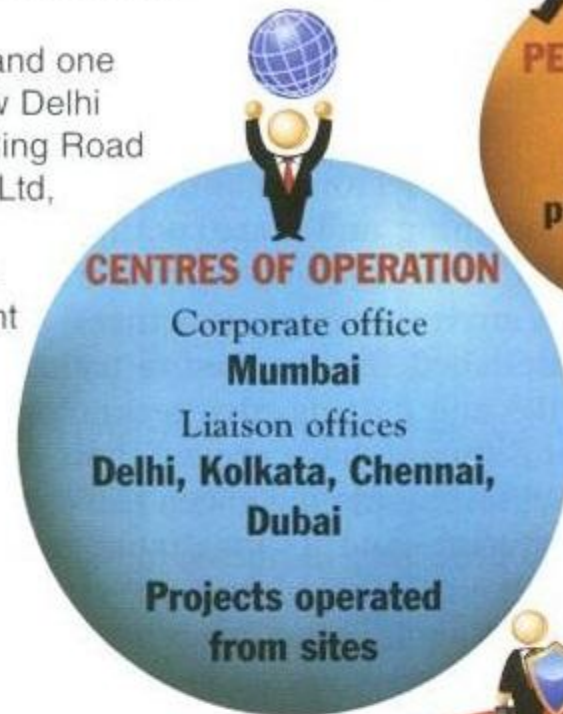 and one
Delhi
Road
Ltd,
CENTRES OF OPERATION
Corporate office
Mumbai
Liaison offices
Delhi, Kolkata, Chennai,
Dubai
Projects operated
from sites